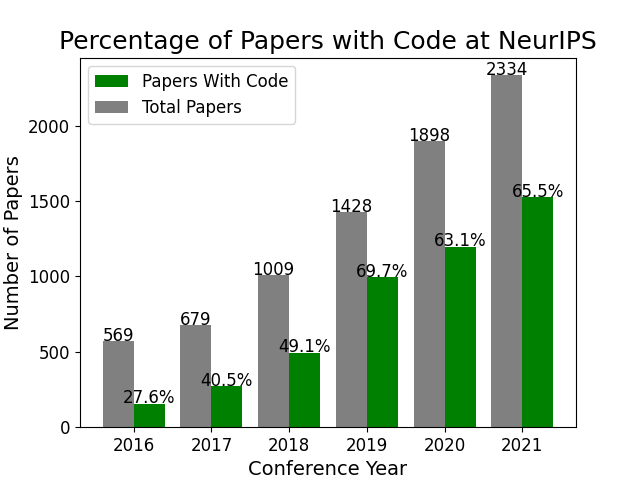 Percentage of Papers with Code at NeurIPS
Papers With Code
Total Papers
Number of Papers
2000
1500
1000
500
0
569
679
1009
1428
1898
2334
27.6%
40.5%
49.1%
69.7%
63.1%
65.5%
2016 2017 2018 2019 2020 2021
Conference Year